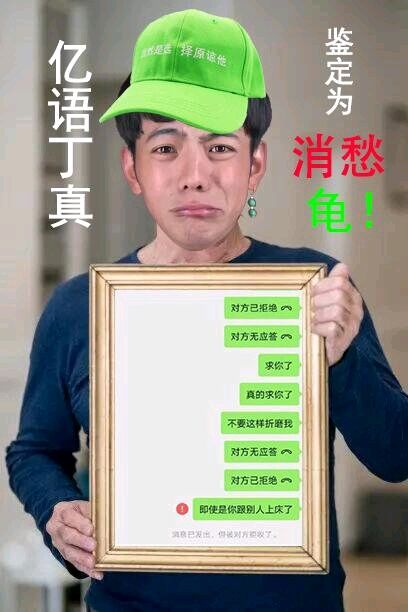 亿语丁真
鉴定为
消愁
龟！
当然是选择原谅他
对方已拒绝
对方无应答
求你了
真的求你了
不要这样折磨我
对方无应答
对方已拒绝
即使是你跟别人上床了
消息已发出，但被对方拒收了。